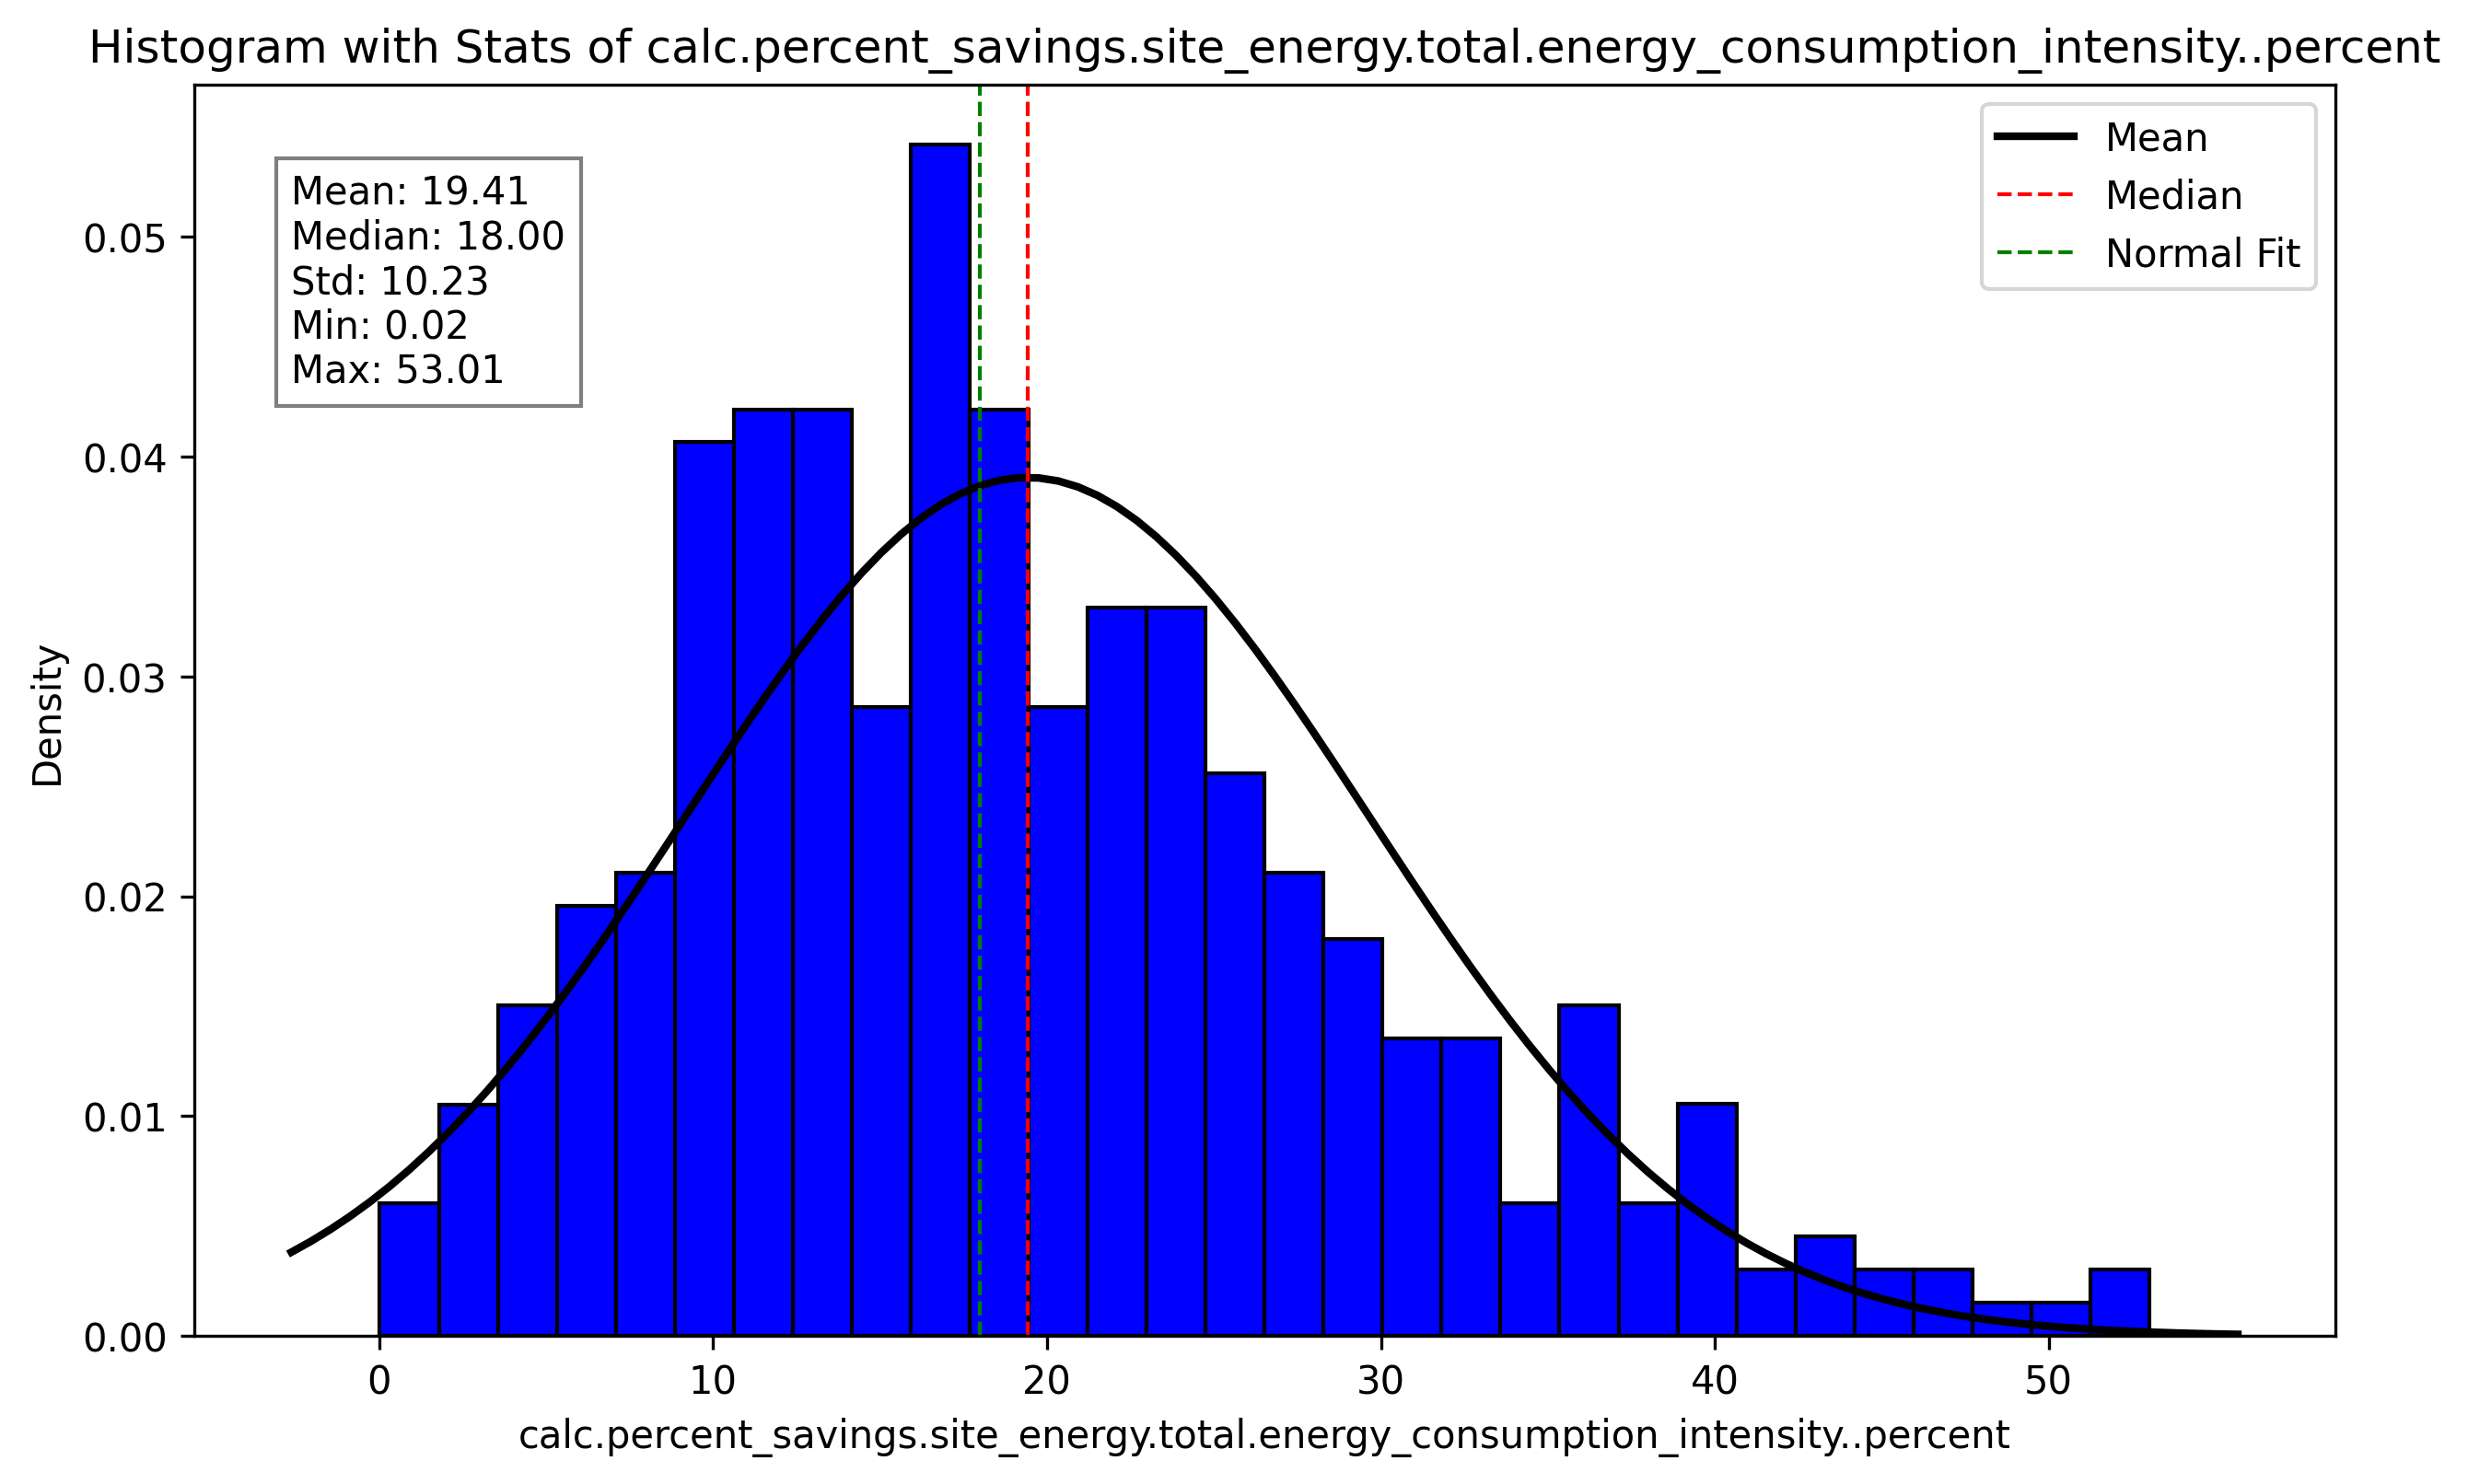 Histogram with Stats of calc.percent_savings.site_energy.total.energy_consumption_intensity..percent
Mean: 19.41
Median: 18.00
Std: 10.23
Min: 0.02
Max: 53.01
Mean
Median
Normal Fit
Density
0.05
0.04
0.03
0.02
0.01
0.00
0
10
20
30
40
50
calc.percent_savings.site_energy.total.energy_consumption_intensity..percent